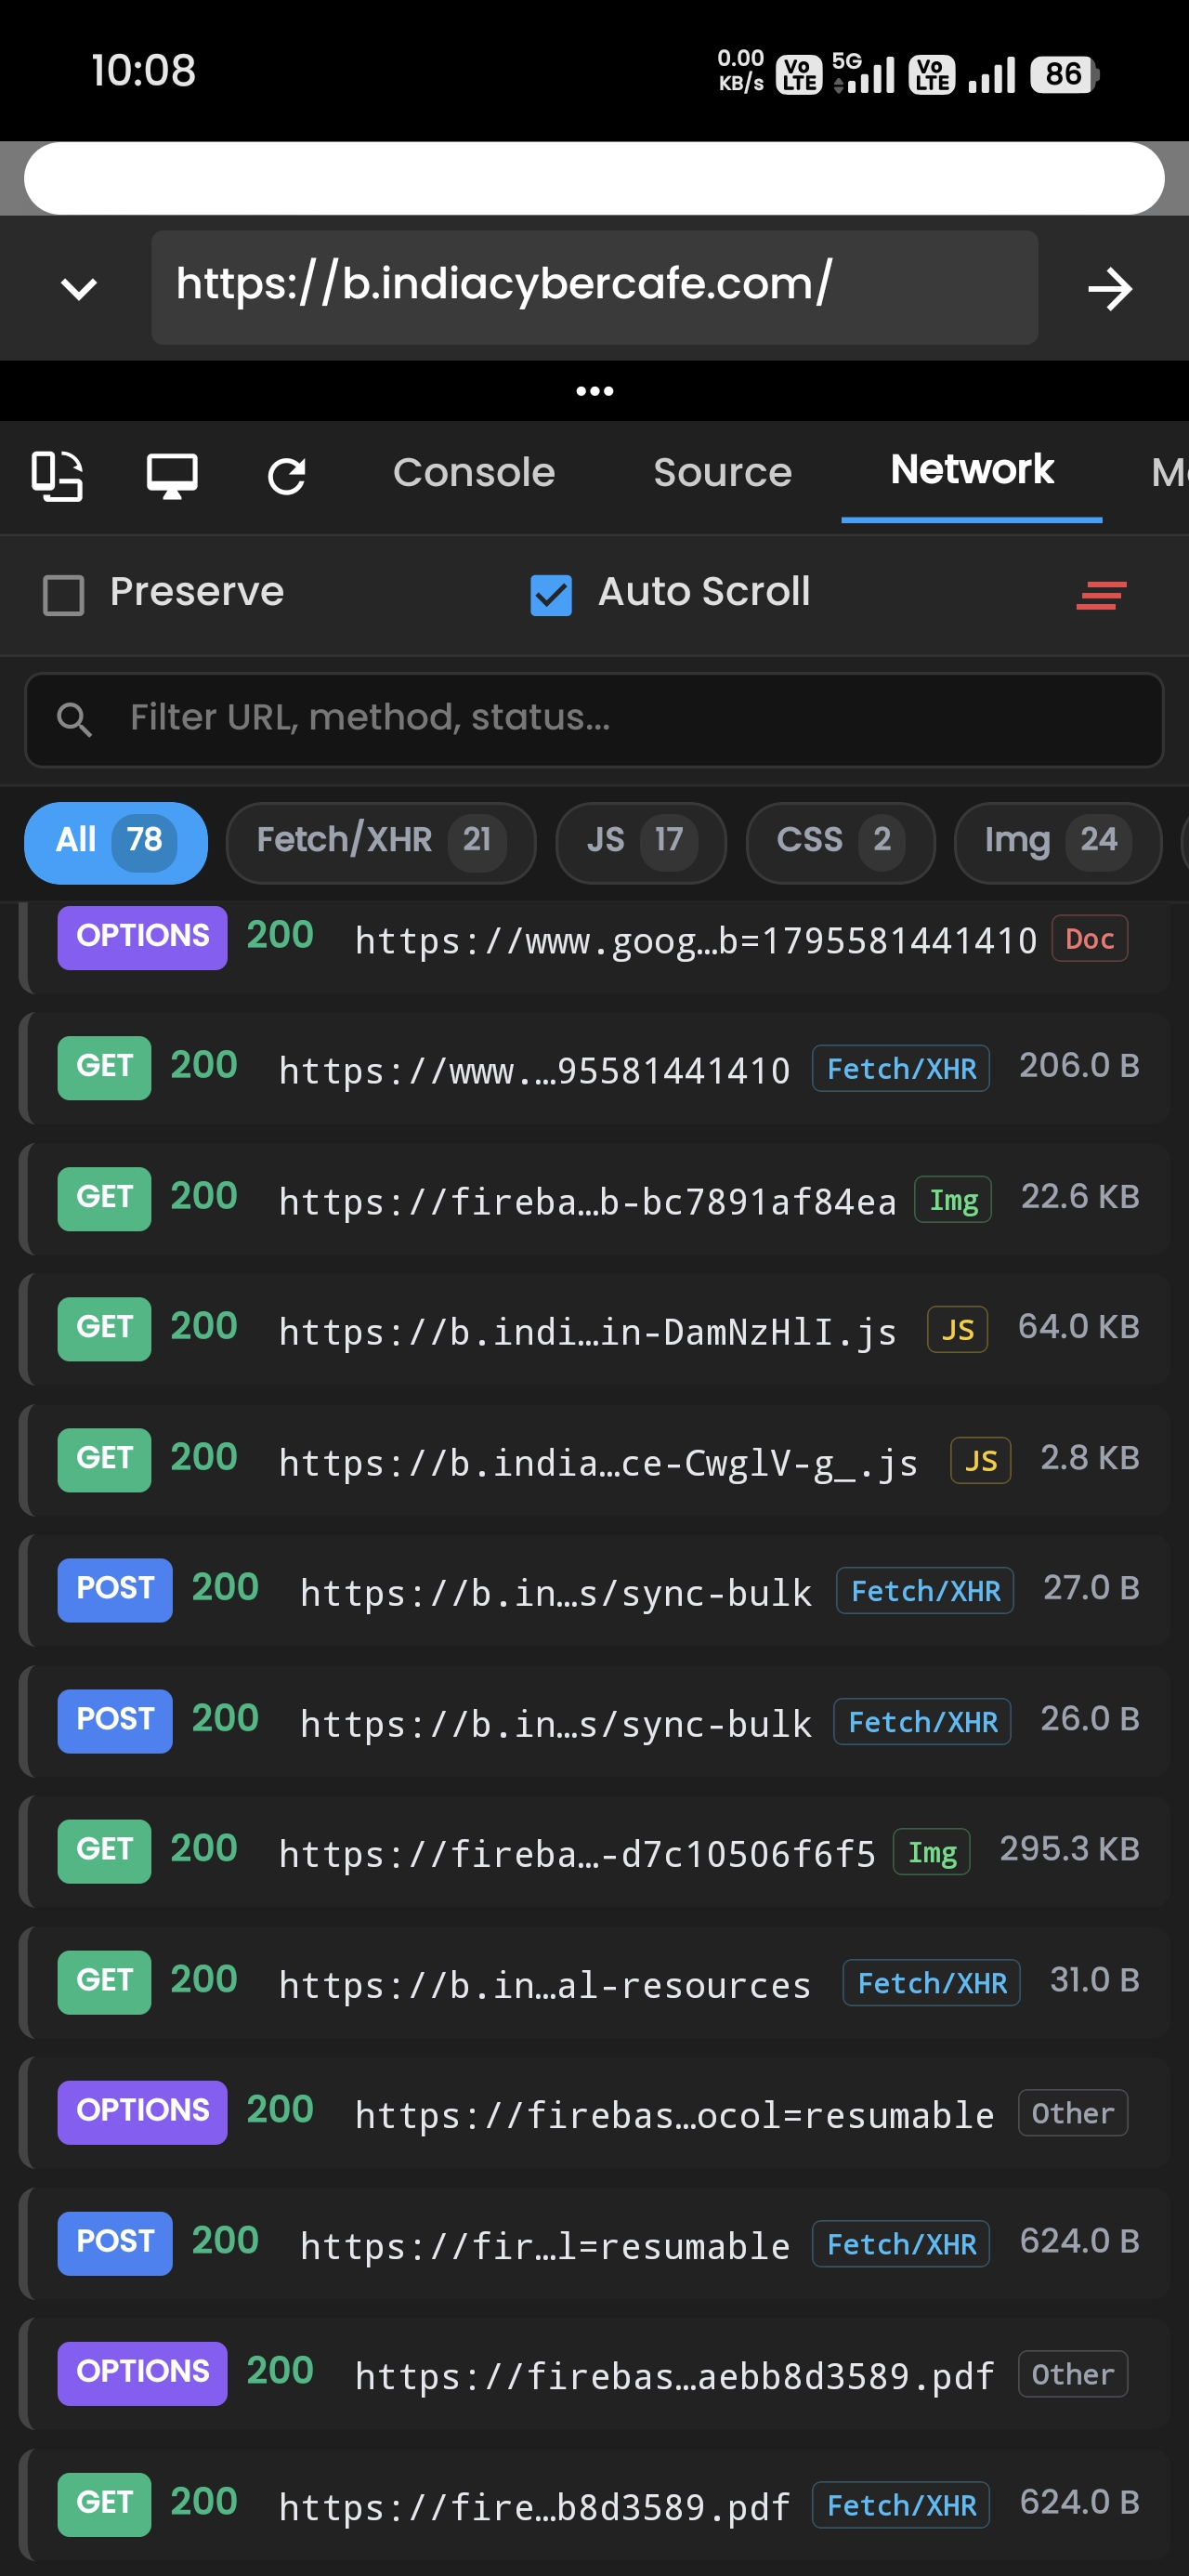 10:08 0.00 KB/s Vo LTE 5G Vo LTE 86
https://b.indiacybercafe.com/
Console Source Network M
Preserve Auto Scroll
Filter URL, method, status...
All 78 Fetch/XHR 21 JS 17 CSS 2 Img 24
OPTIONS 200 https://www.goog…b=1795581441410 Doc
GET 200 https://www.…95581441410 Fetch/XHR 206.0 B
GET 200 https://fireba…b-bc7891af84ea Img 22.6 KB
GET 200 https://b.indi…in-DamNzHlI.js JS 64.0 KB
GET 200 https://b.india…ce-CwglV-g_.js JS 2.8 KB
POST 200 https://b.in…s/sync-bulk Fetch/XHR 27.0 B
POST 200 https://b.in…s/sync-bulk Fetch/XHR 26.0 B
GET 200 https://fireba…-d7c10506f6f5 Img 295.3 KB
GET 200 https://b.in…al-resources Fetch/XHR 31.0 B
OPTIONS 200 https://firebas…ocol=resumable Other
POST 200 https://fir…l=resumable Fetch/XHR 624.0 B
OPTIONS 200 https://firebas…aebb8d3589.pdf Other
GET 200 https://fire…b8d3589.pdf Fetch/XHR 624.0 B